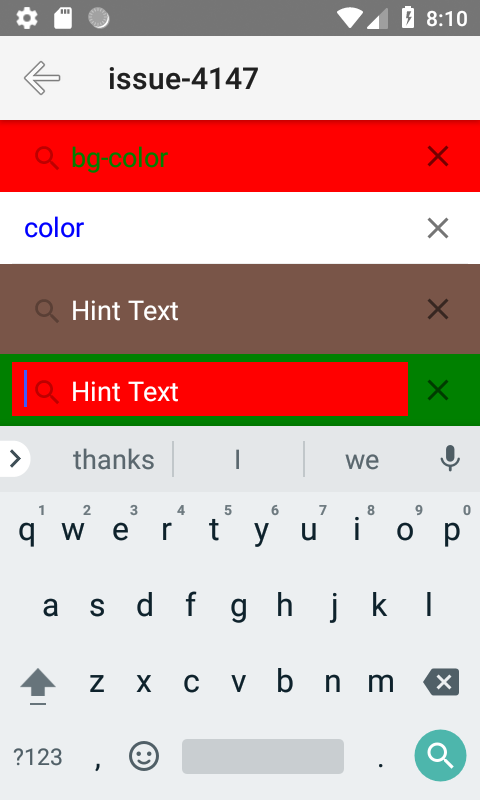 8:10
issue-4147
bg-color
color
Hint Text
Hint Text
thanks I we
1 2 3 4 5 6 7 8 9 0
q w e r t y u i o p
a s d f g h j k l
z x c v b n m
?123 , .